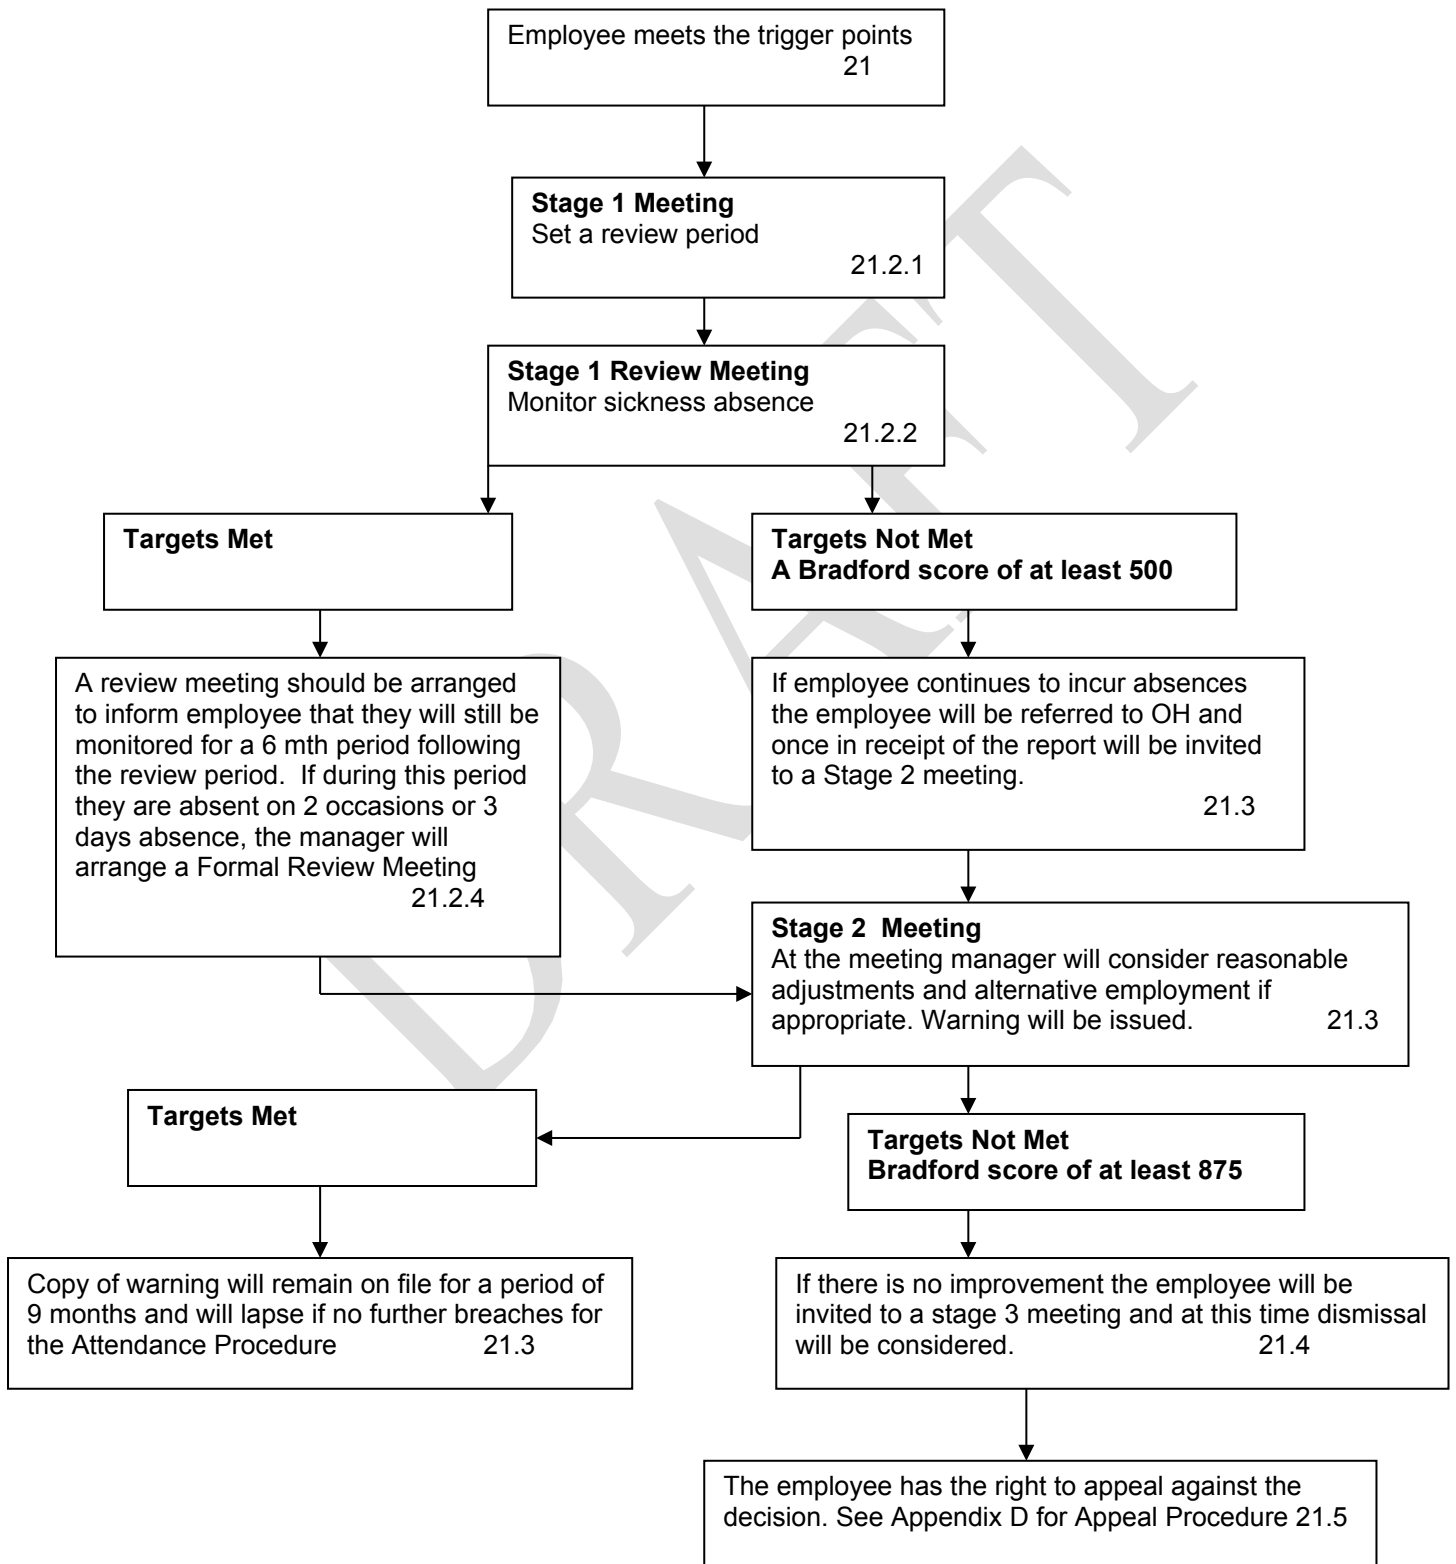 Employee meets the trigger points
21
Stage 1 Meeting
Set a review period
21.2.1
Stage 1 Review Meeting
Monitor sickness absence
21.2.2
Targets Met
Targets Not Met
A Bradford score of at least 500
A review meeting should be arranged
to inform employee that they will still be
monitored for a 6 mth period following
the review period.  If during this period
they are absent on 2 occasions or 3
days absence, the manager will
arrange a Formal Review Meeting
21.2.4
If employee continues to incur absences
the employee will be referred to OH and
once in receipt of the report will be invited
to a Stage 2 meeting.
21.3
Stage 2  Meeting
At the meeting manager will consider reasonable
adjustments and alternative employment if
appropriate. Warning will be issued. 21.3
Targets Met
Targets Not Met
Bradford score of at least 875
Copy of warning will remain on file for a period of
9 months and will lapse if no further breaches for
the Attendance Procedure 21.3
If there is no improvement the employee will be
invited to a stage 3 meeting and at this time dismissal
will be considered. 21.4
The employee has the right to appeal against the
decision. See Appendix D for Appeal Procedure 21.5
DRAFT